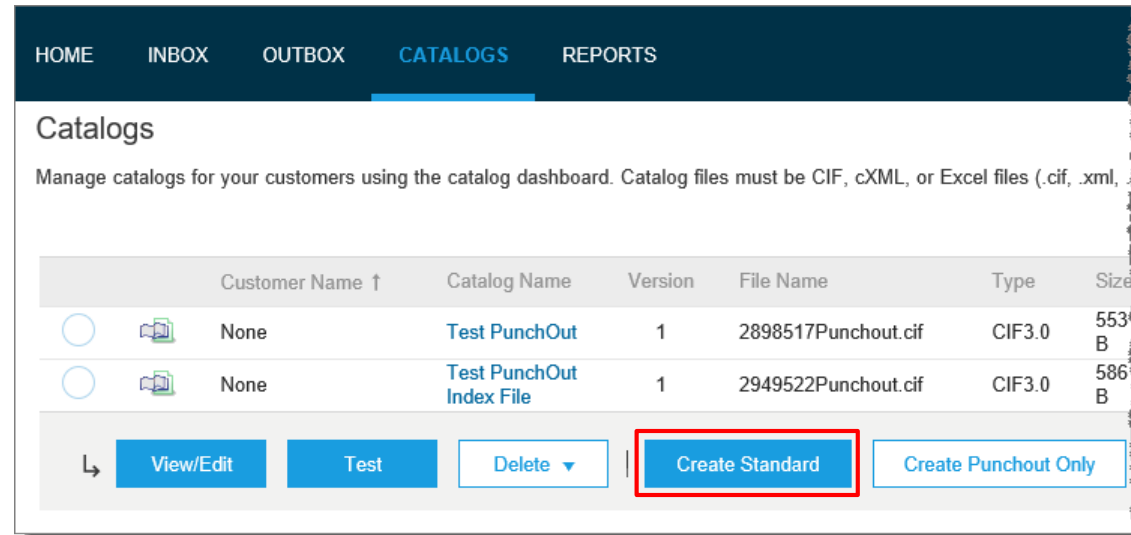 HOME INBOX OUTBOX CATALOGS REPORTS
Catalogs
Manage catalogs for your customers using the catalog dashboard. Catalog files must be CIF, cXML, or Excel files (.cif, .xml,
Customer Name ↑ Catalog Name Version File Name Type Size
None Test PunchOut 1 2898517Punchout.cif CIF3.0 553 B
None Test PunchOut Index File 1 2949522Punchout.cif CIF3.0 586 B
View/Edit Test Delete ▼ | Create Standard Create Punchout Only